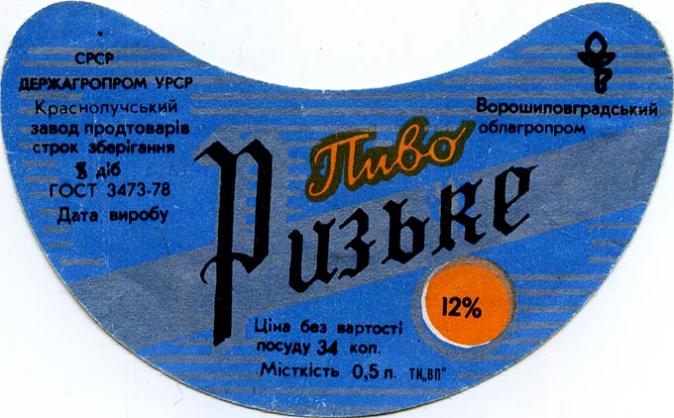 СРСР
ДЕРЖАГРОПРОМ УРСР
Краснолучський
завод продтоварів
строк зберігання
8 діб
ГОСТ 3473-78
Дата виробу
Ворошиловградський
облагропром
Пиво
Ризьке
12%
Ціна без вартості
посуду 34 коп.
Місткість 0,5 л. ТИ„ВП"